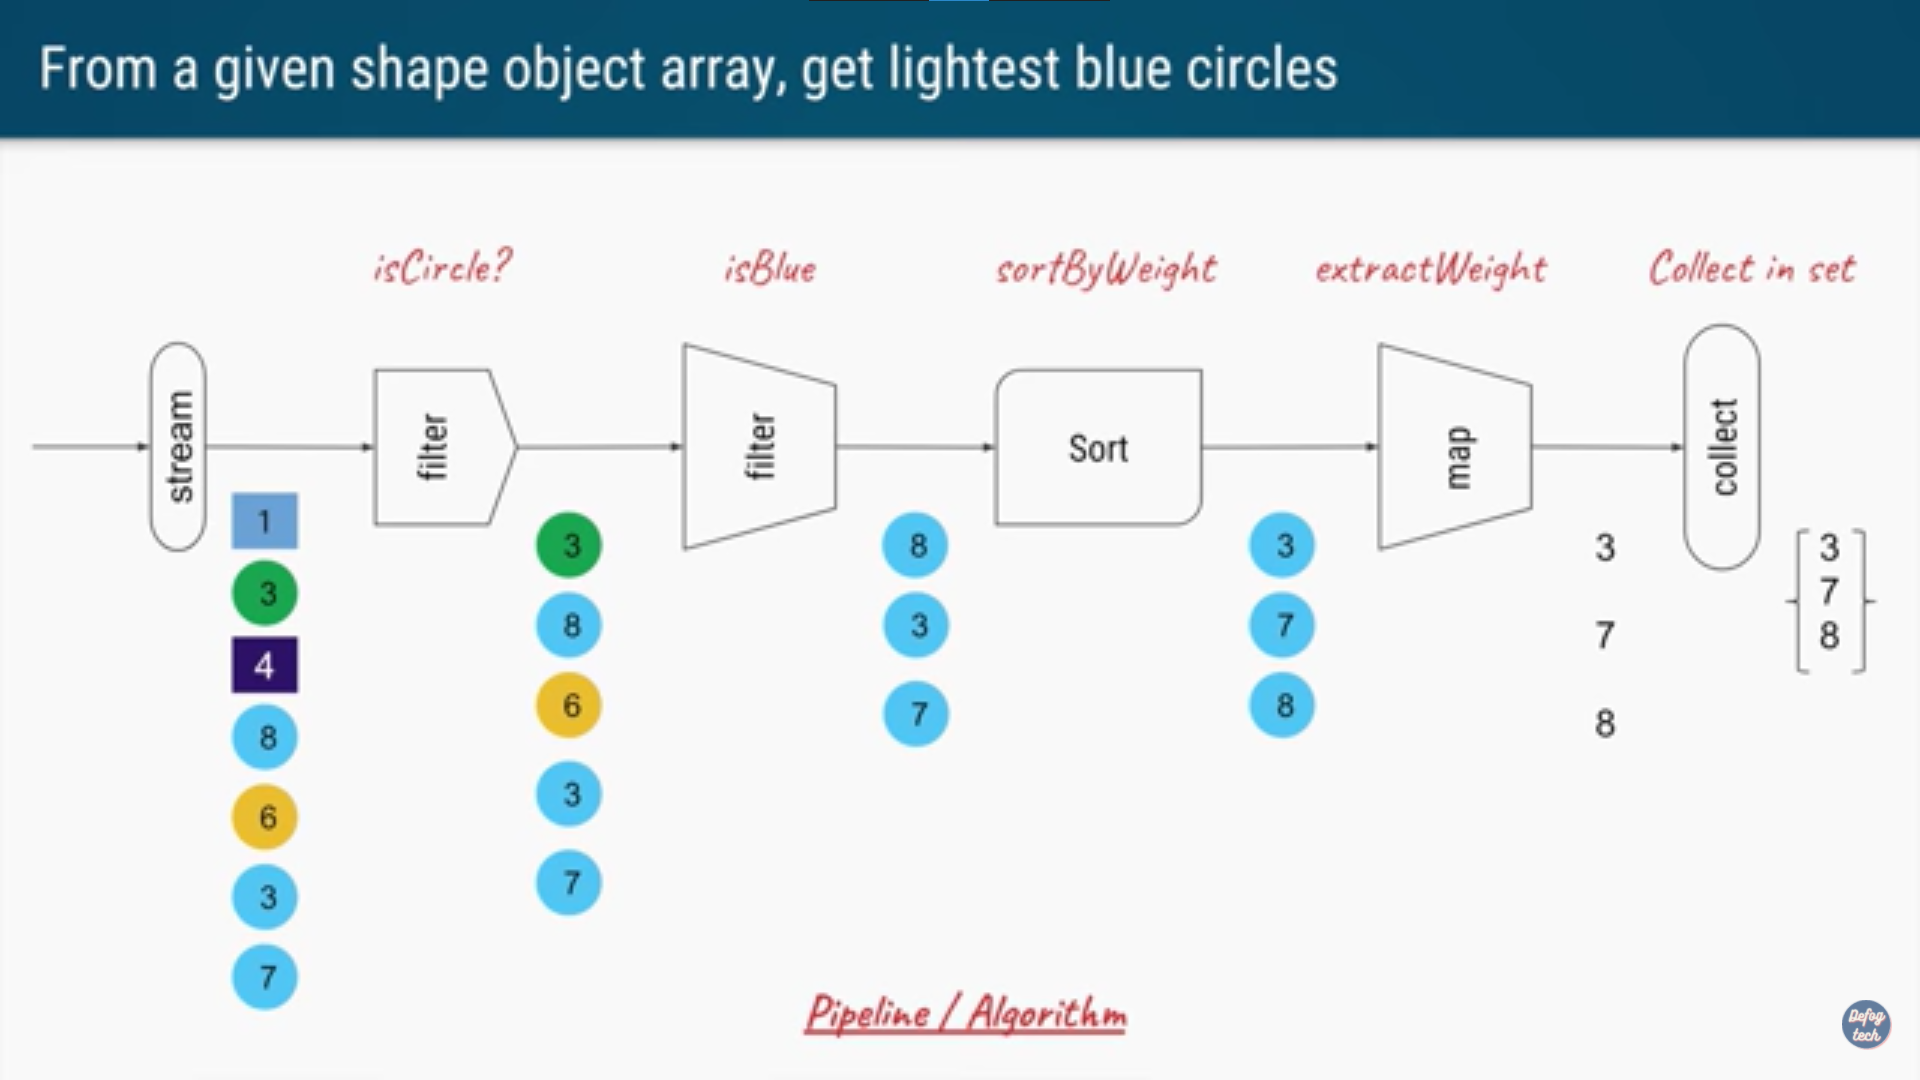 From a given shape object array, get lightest blue circles
isCircle?
isBlue
sortByWeight
extractWeight
Collect in set
stream
filter
filter
Sort
map
collect
1
3
4
8
6
3
7
3
8
6
3
7
8
3
7
3
7
8
3
7
8
3
7
8
Pipeline / Algorithm
Defog
tech